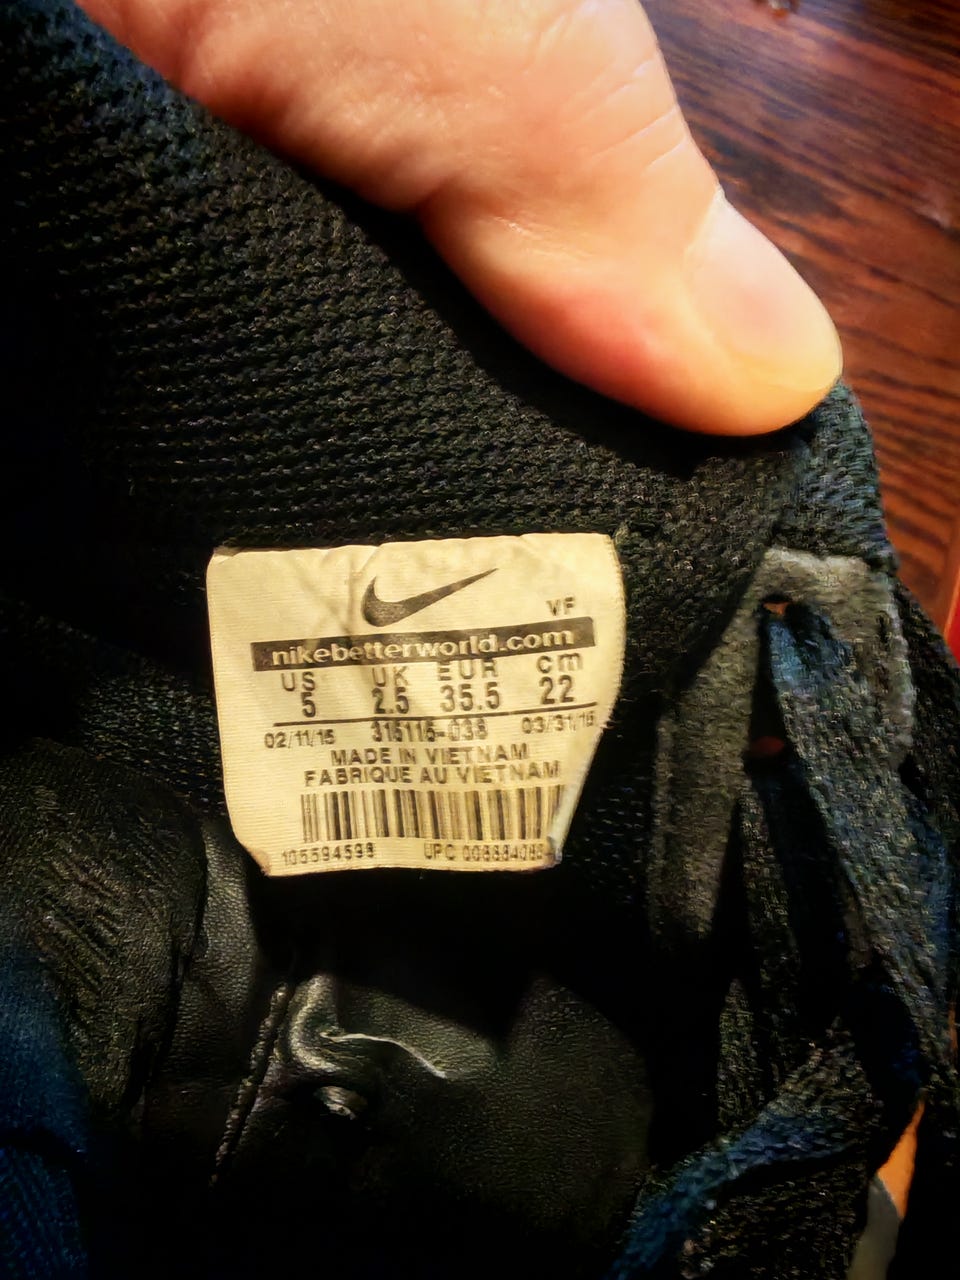 VF
nikebetterworld.com
US UK EUR cm
5 2.5 35.5 22
02/11/15 315115-038 03/31/15
MADE IN VIETNAM
FABRIQUE AU VIETNAM
105594598 UPC